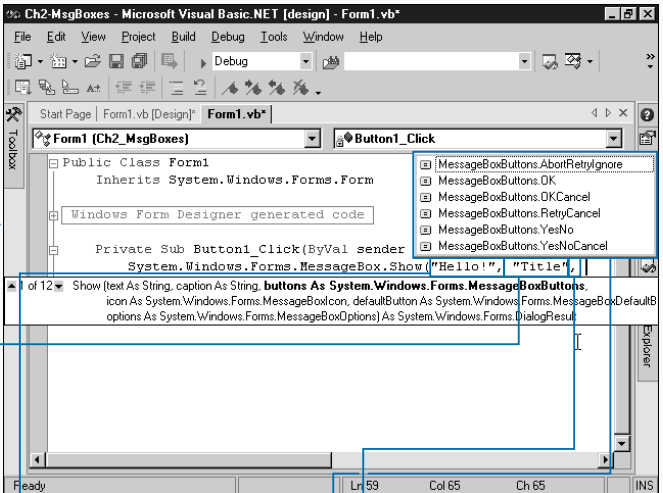 Ch2-MsgBoxes - Microsoft Visual Basic.NET [design] - Form1.vb*
File Edit View Project Build Debug Tools Window Help
Debug
Start Page Form1.vb [Design]* Form1.vb*
Toolbox
Form1 (Ch2_MsgBoxes) Button1_Click
Public Class Form1
Inherits System.Windows.Forms.Form
Windows Form Designer generated code
Private Sub Button1_Click(ByVal sender
System.Windows.Forms.MessageBox.Show("Hello!", "Title",
MessageBoxButtons.AbortRetryIgnore
MessageBoxButtons.OK
MessageBoxButtons.OKCancel
MessageBoxButtons.RetryCancel
MessageBoxButtons.YesNo
MessageBoxButtons.YesNoCancel
1 of 12 Show (text As String, caption As String, buttons As System.Windows.Forms.MessageBoxButtons,
icon As System.Windows.Forms.MessageBoxIcon, defaultButton As System.Windows.Forms.MessageBoxDefaultB
options As System.Windows.Forms.MessageBoxOptions) As System.Windows.Forms.DialogResult
Explorer
Ready Ln 59 Col 65 Ch 65 INS